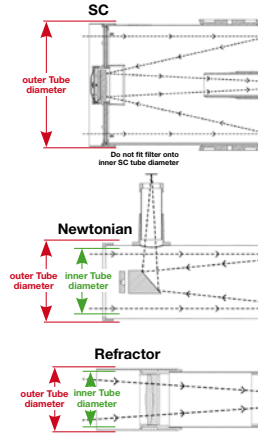 SC
outer Tube
diameter
Do not fit filter onto
inner SC tube diameter
Newtonian
outer Tube
diameter
inner Tube
diameter
Refractor
outer Tube
diameter
inner Tube
diameter